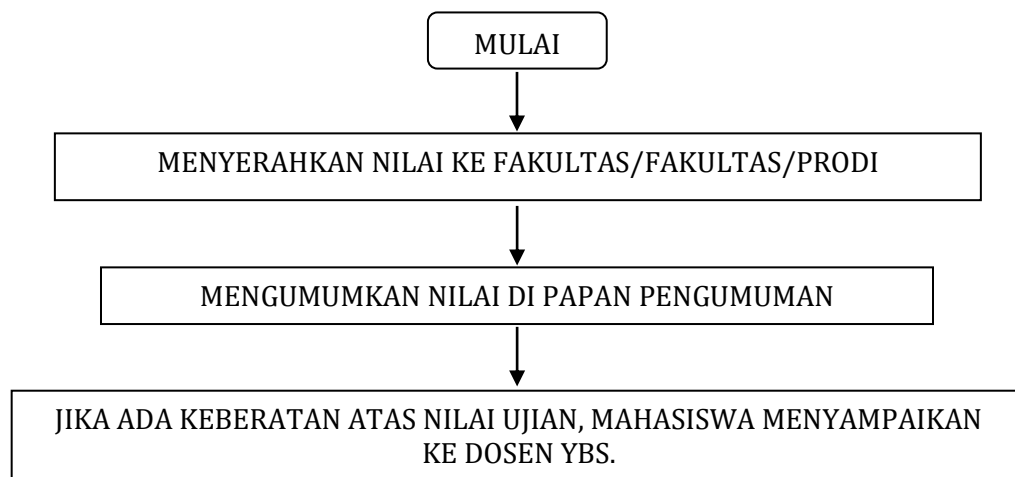 MULAI
MENYERAHKAN NILAI KE FAKULTAS/FAKULTAS/PRODI
MENGUMUMKAN NILAI DI PAPAN PENGUMUMAN
JIKA ADA KEBERATAN ATAS NILAI UJIAN, MAHASISWA MENYAMPAIKAN
KE DOSEN YBS.